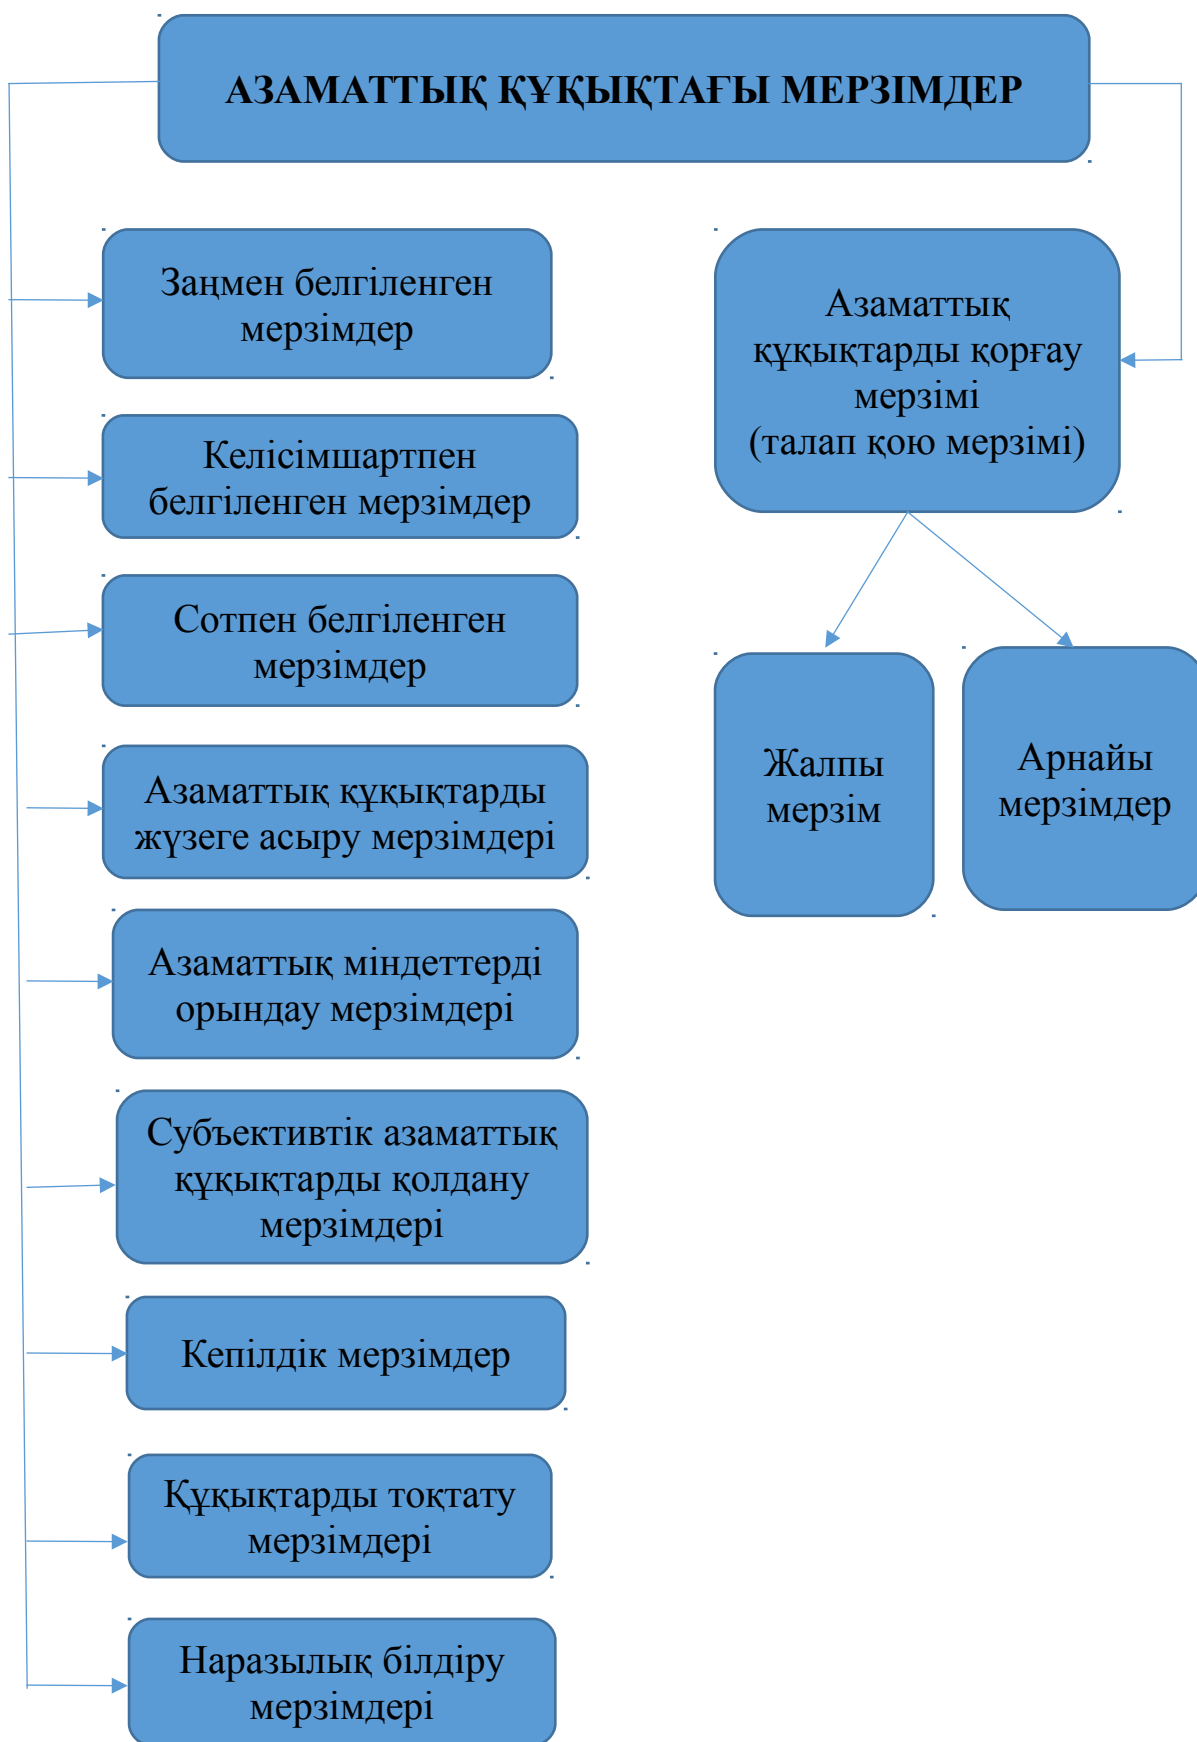 АЗАМАТТЫҚ ҚҰҚЫҚТАҒЫ МЕРЗІМДЕР
Заңмен белгіленген
мерзімдер
Келісімшартпен
белгіленген мерзімдер
Сотпен белгіленген
мерзімдер
Азаматтық құқықтарды
жүзеге асыру мерзімдері
Азаматтық міндеттерді
орындау мерзімдері
Субъективтік азаматтық
құқықтарды қолдану
мерзімдері
Кепілдік мерзімдер
Құқықтарды тоқтату
мерзімдері
Наразылық білдіру
мерзімдері
Азаматтық
құқықтарды қорғау
мерзімі
(талап қою мерзімі)
Жалпы
мерзім
Арнайы
мерзімдер